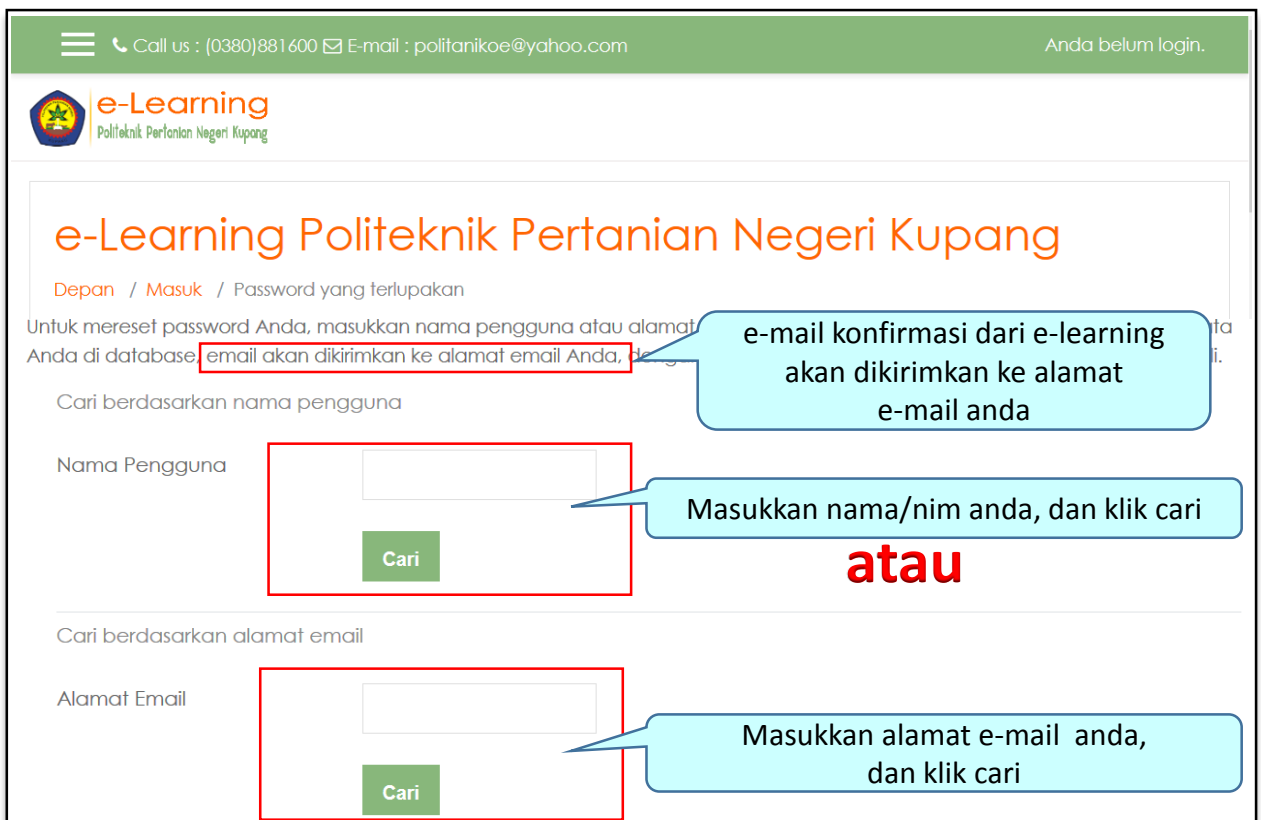 Call us : (0380)881600 E-mail : politanikoe@yahoo.com
Anda belum login.
e-Learning
Politeknik Pertanian Negeri Kupang
e-Learning Politeknik Pertanian Negeri Kupang
Depan / Masuk / Password yang terlupakan
Untuk mereset password Anda, masukkan nama pengguna atau alamat
Anda di database, email akan dikirimkan ke alamat email Anda,
e-mail konfirmasi dari e-learning
akan dikirimkan ke alamat
e-mail anda
Cari berdasarkan nama pengguna
Nama Pengguna
Masukkan nama/nim anda, dan klik cari
Cari
atau
Cari berdasarkan alamat email
Alamat Email
Masukkan alamat e-mail anda,
dan klik cari
Cari